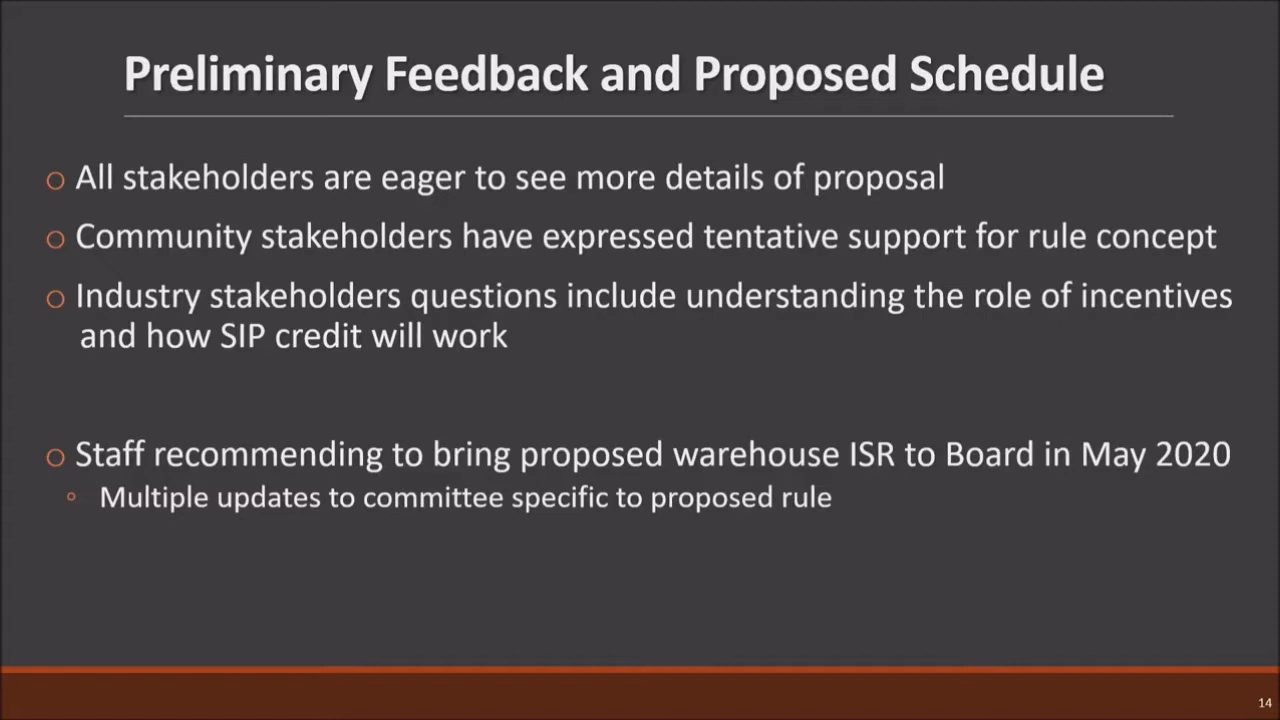 Preliminary Feedback and Proposed Schedule
o All stakeholders are eager to see more details of proposal
o Community stakeholders have expressed tentative support for rule concept
o Industry stakeholders questions include understanding the role of incentives
and how SIP credit will work
o Staff recommending to bring proposed warehouse ISR to Board in May 2020
◦ Multiple updates to committee specific to proposed rule
14